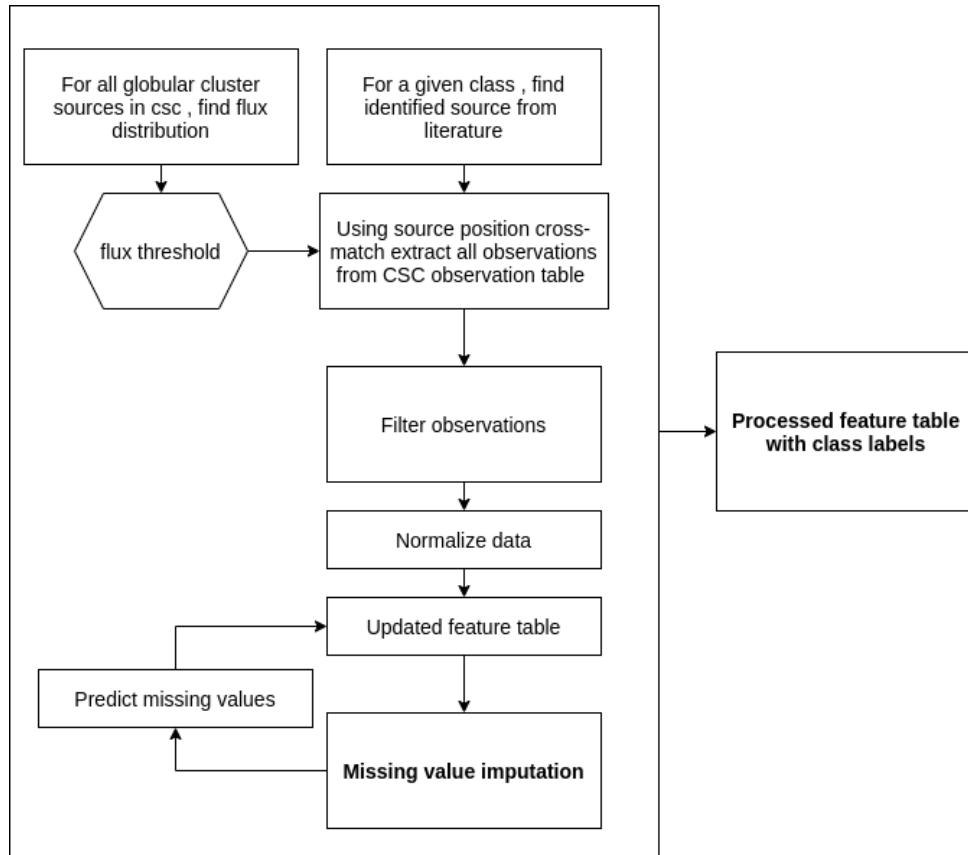 For all globular cluster
sources in csc , find flux
distribution
For a given class , find
identified source from
literature
flux threshold
Using source position cross-
match extract all observations
from CSC observation table
Filter observations
Normalize data
Updated feature table
Predict missing values
Missing value imputation
Processed feature table
with class labels